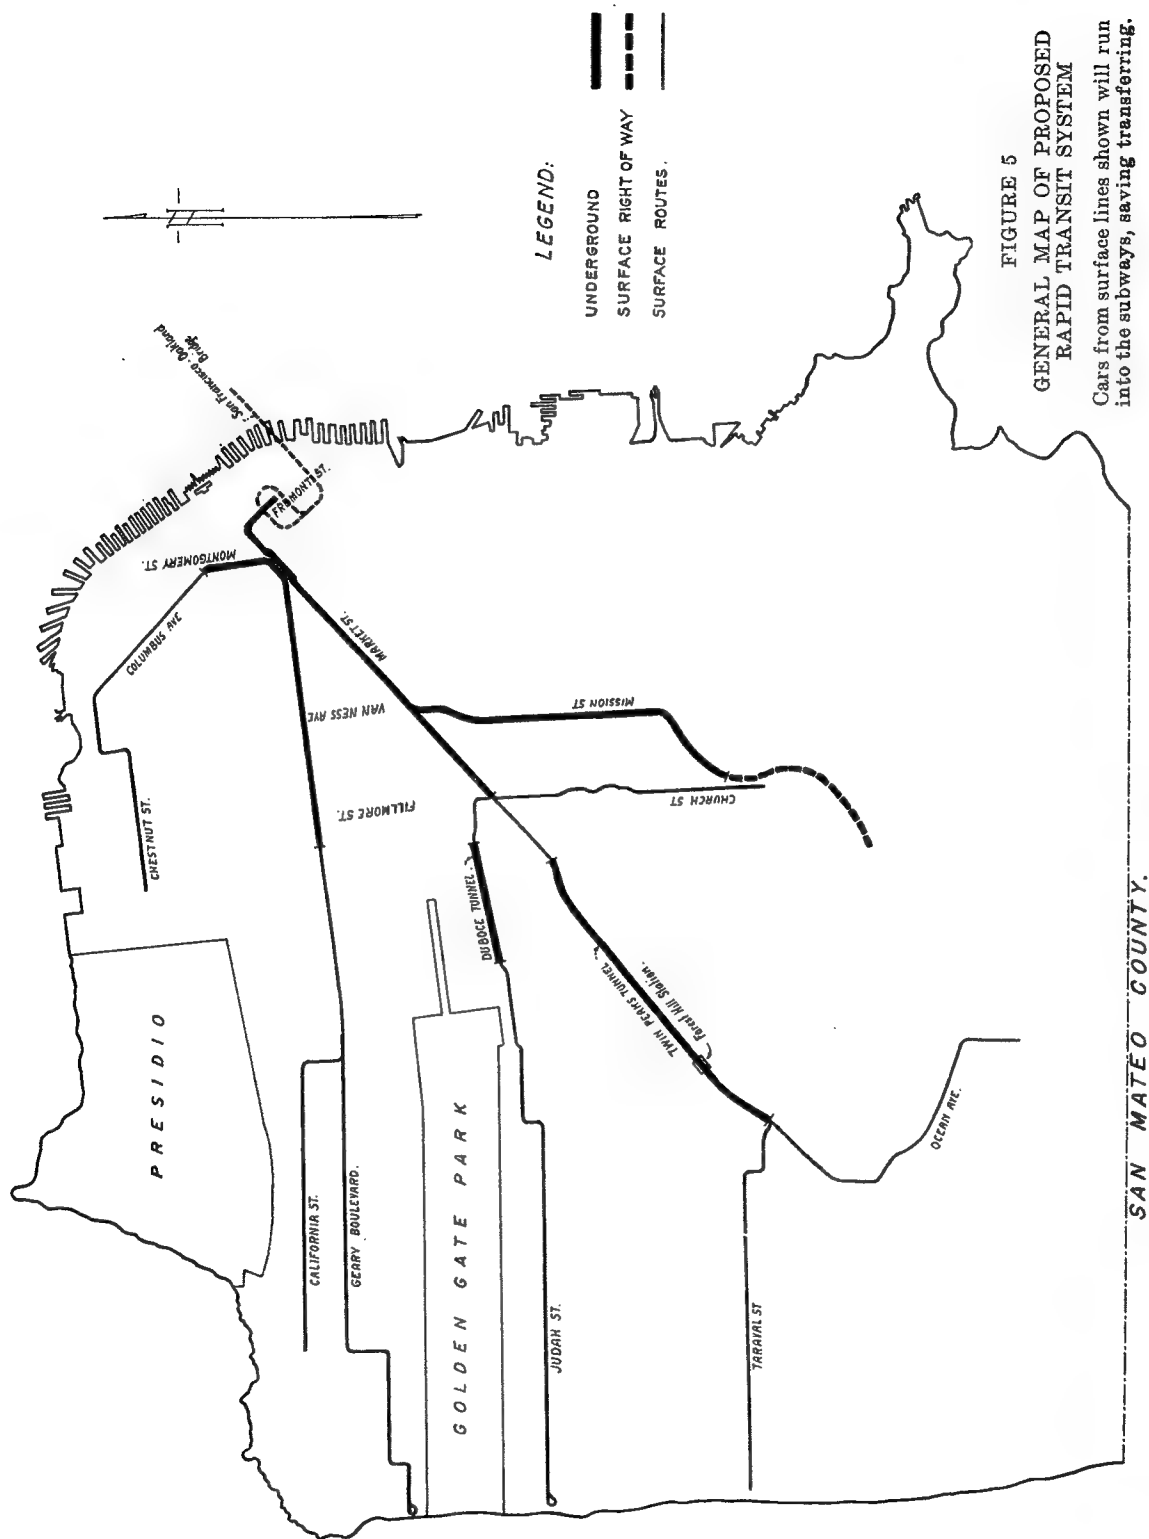 San Francisco - Oakland
Bridge
FREMONT ST.
MONTGOMERY ST.
COLUMBUS AVE
CHESTNUT ST.
MARKET ST.
VAN NESS AVE
FILLMORE ST.
MISSION ST
CHURCH ST
DUBOCE TUNNEL
TWIN PEAKS TUNNEL
Forest Hill Station.
PRESIDIO
CALIFORNIA ST.
GEARY BOULEVARD.
GOLDEN GATE PARK
JUDAH ST.
TARAVAL ST
OCEAN AVE.
SAN MATEO COUNTY.
LEGEND:
UNDERGROUND
SURFACE RIGHT OF WAY
SURFACE ROUTES.
FIGURE 5
GENERAL MAP OF PROPOSED
RAPID TRANSIT SYSTEM
Cars from surface lines shown will run
into the subways, saving transferring.